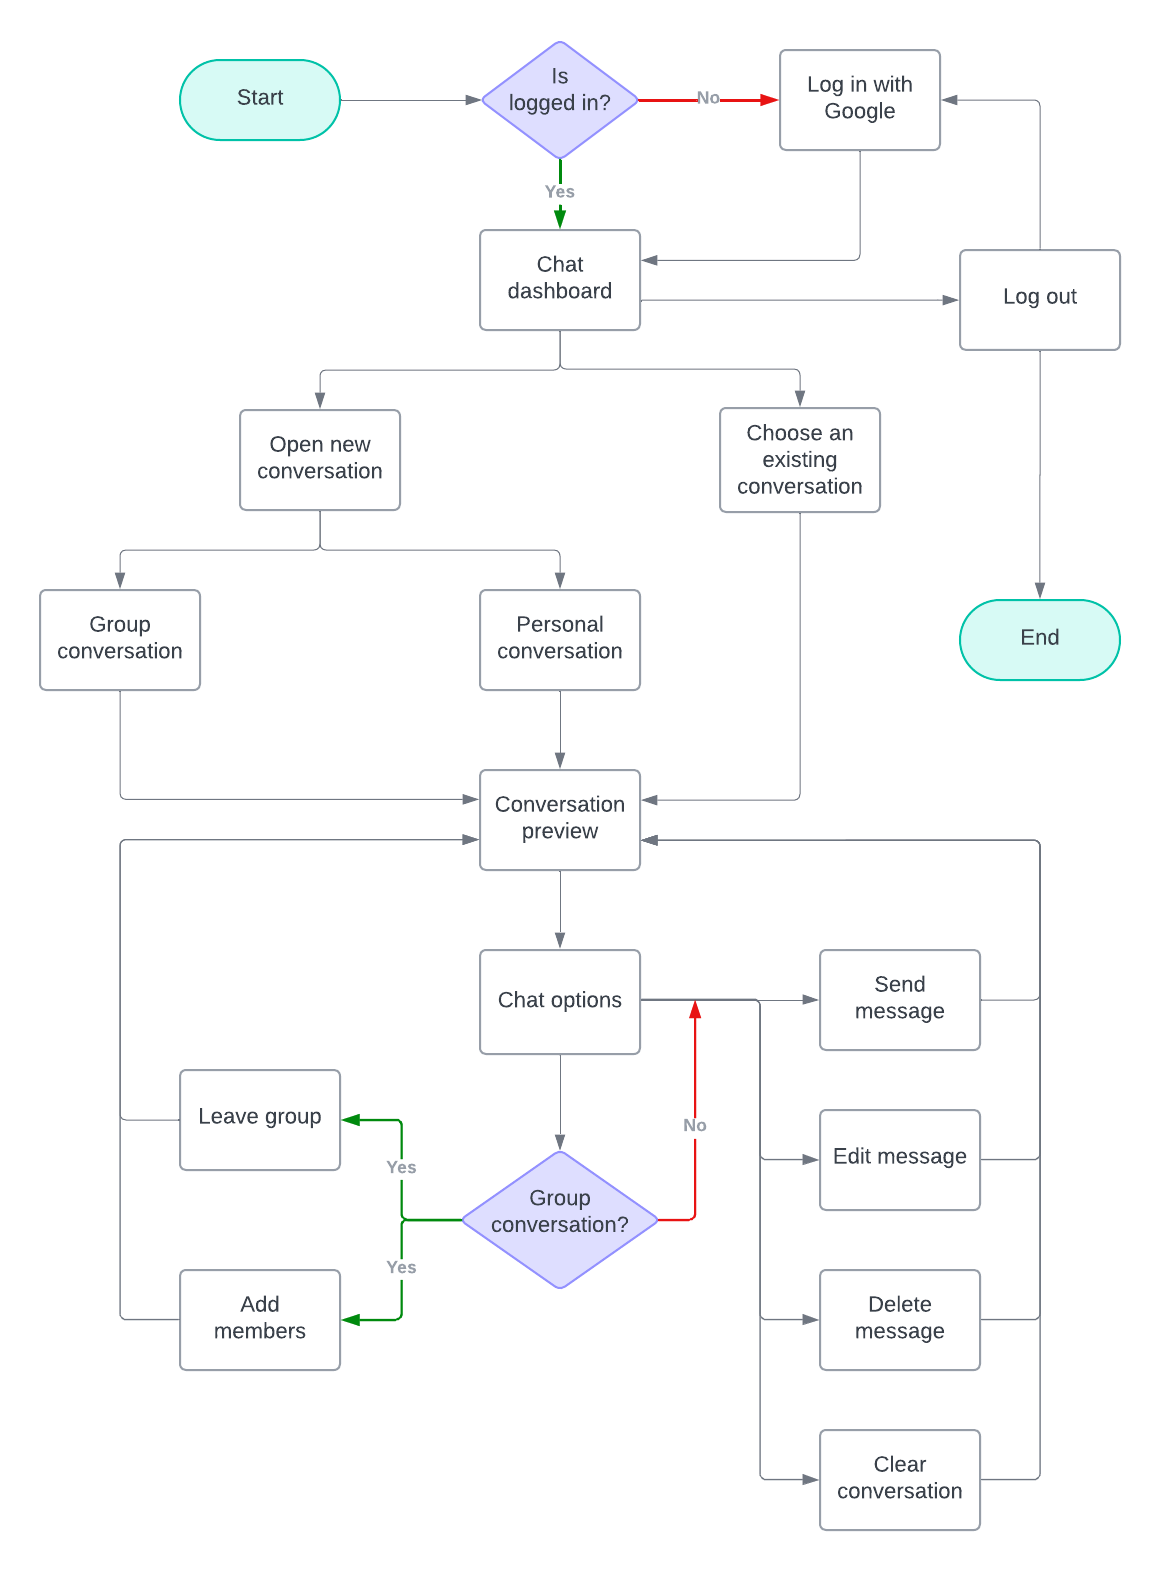 Start
Is
logged in?
No
Log in with
Google
Yes
Chat
dashboard
Log out
Open new
conversation
Choose an
existing
conversation
Group
conversation
Personal
conversation
End
Conversation
preview
Chat options
Send
message
Leave group
No
Edit message
Yes
Group
conversation?
Yes
Add
members
Delete
message
Clear
conversation